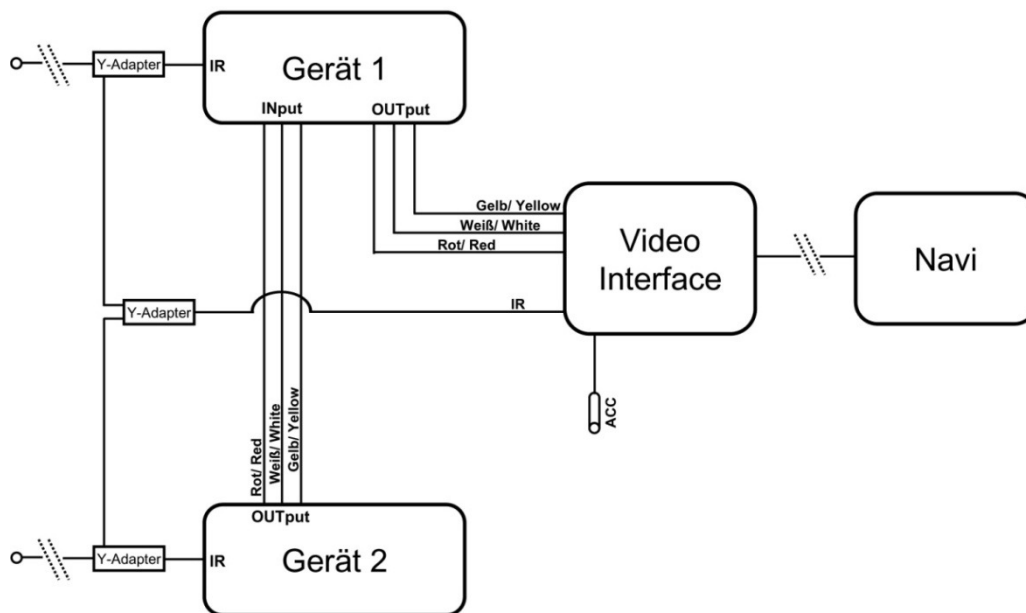 Y-Adapter
IR
Gerät 1
INput
OUTput
Gelb/ Yellow
Weiß/ White
Rot/ Red
Video
Interface
Navi
Y-Adapter
IR
ACC
Rot/ Red
Weiß/ White
Gelb/ Yellow
OUTput
Y-Adapter
IR
Gerät 2